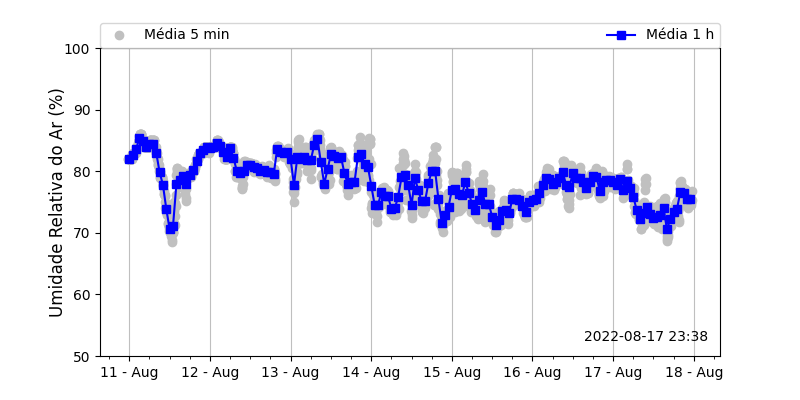 Média 5 min
Média 1 h
Umidade Relativa do Ar (%)
100
90
80
70
60
50
2022-08-17 23:38
11 - Aug
12 - Aug
13 - Aug
14 - Aug
15 - Aug
16 - Aug
17 - Aug
18 - Aug